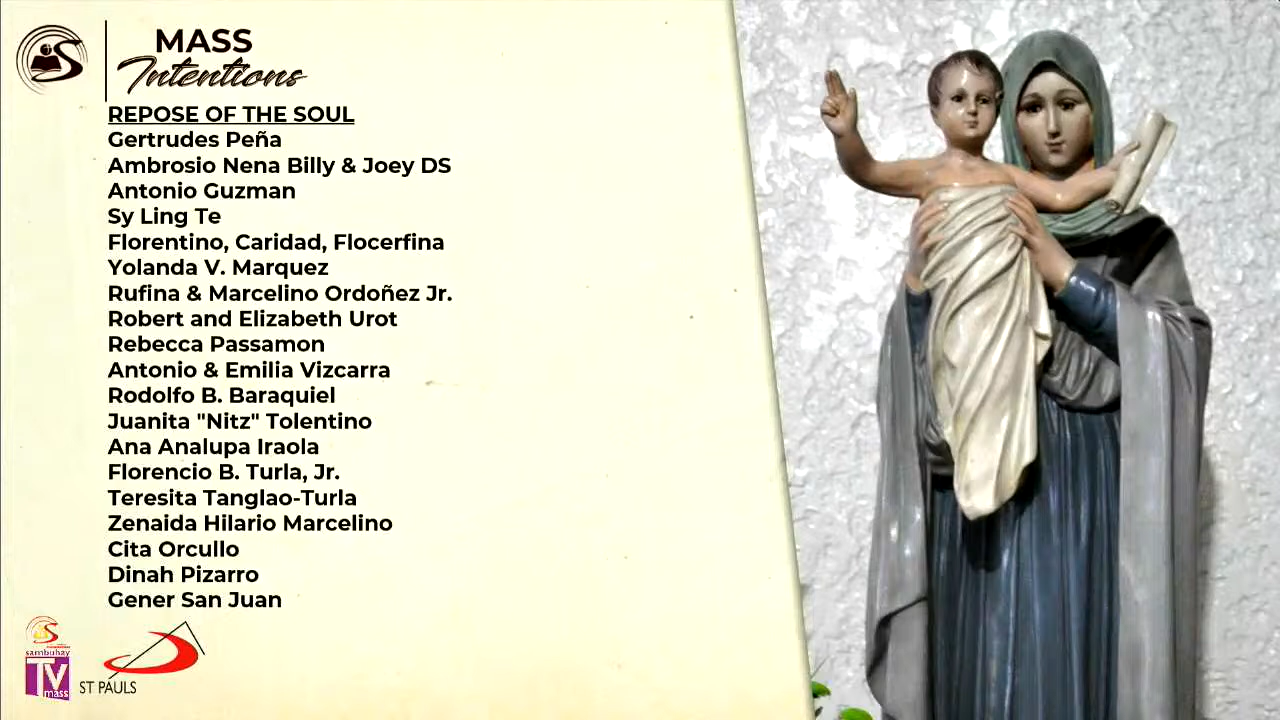 MASS
Intentions
REPOSE OF THE SOUL
Gertrudes Peña
Ambrosio Nena Billy & Joey DS
Antonio Guzman
Sy Ling Te
Florentino, Caridad, Flocerfina
Yolanda V. Marquez
Rufina & Marcelino Ordoñez Jr.
Robert and Elizabeth Urot
Rebecca Passamon
Antonio & Emilia Vizcarra
Rodolfo B. Baraquiel
Juanita "Nitz" Tolentino
Ana Analupa Iraola
Florencio B. Turla, Jr.
Teresita Tanglao-Turla
Zenaida Hilario Marcelino
Cita Orcullo
Dinah Pizarro
Gener San Juan
sambuhay
TV
mass
ST PAULS